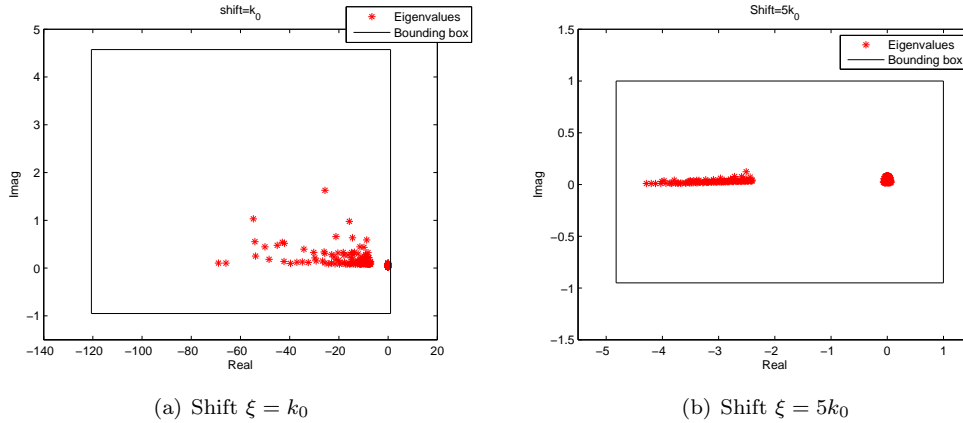 shift=k0
Eigenvalues
Bounding box
5
4
3
2
1
0
−1
−140 −120 −100 −80 −60 −40 −20 0 20
Imag
Real
(a) Shift ξ = k0
Shift=5k0
Eigenvalues
Bounding box
1.5
1
0.5
0
−0.5
−1
−1.5
−5 −4 −3 −2 −1 0 1
Imag
Real
(b) Shift ξ = 5k0